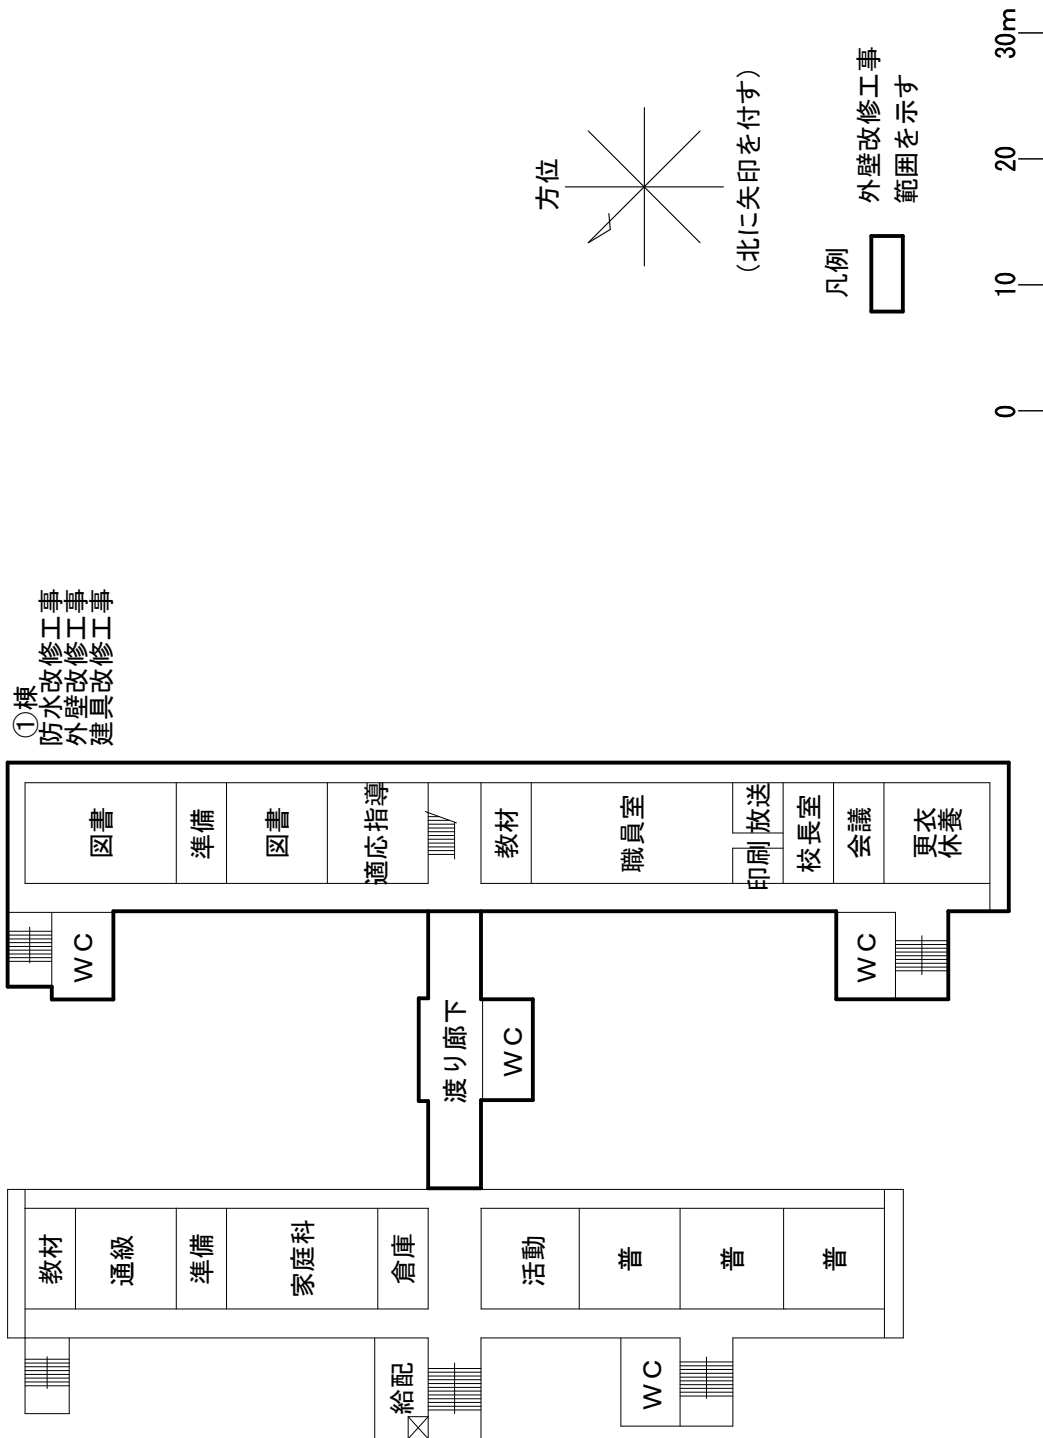 ①棟
防水改修工事
外壁改修工事
建具改修工事
図書
準備
図書
適応指導
教材
職員室
放送
印刷
校長室
会議
更衣
休養
WC
WC
渡り廊下
WC
教材
通級
準備
家庭科
倉庫
活動
普
普
普
給配
WC
方位
(北に矢印を付す)
凡例
外壁改修工事
範囲を示す
0
10
20
30m